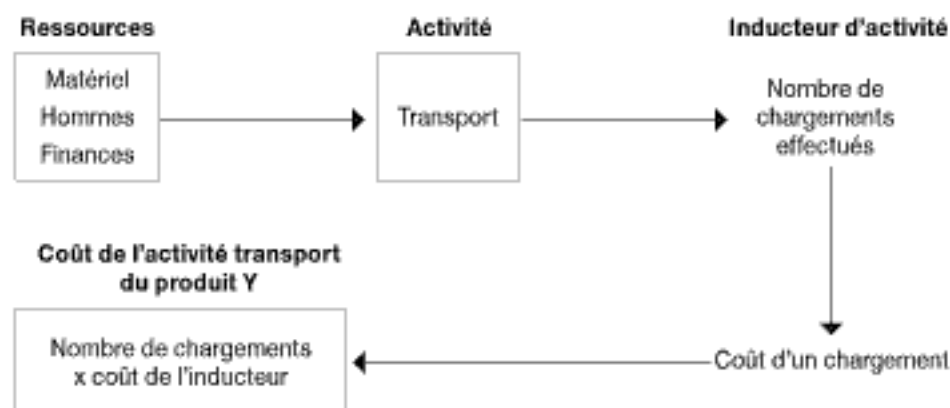 Ressources
Activité
Inducteur d'activité
Matériel
Hommes
Finances
Transport
Nombre de
chargements
effectués
Coût de l'activité transport
du produit Y
Nombre de chargements
x coût de l'inducteur
Coût d'un chargement